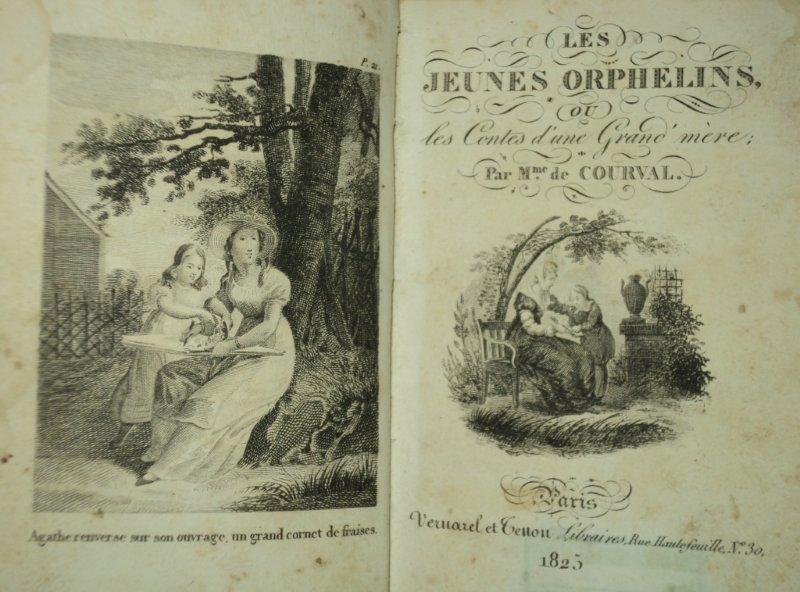 P. 21.
Agathe renverse sur son ouvrage, un grand cornet de fraises.
LES
JEUNES ORPHELINS,
OU
les Contes d'une Grand' mère;
Par Mme. de COURVAL.
Paris
Vernarel et Tenon Libraires, Rue Hautefeuille, No. 30.
1825